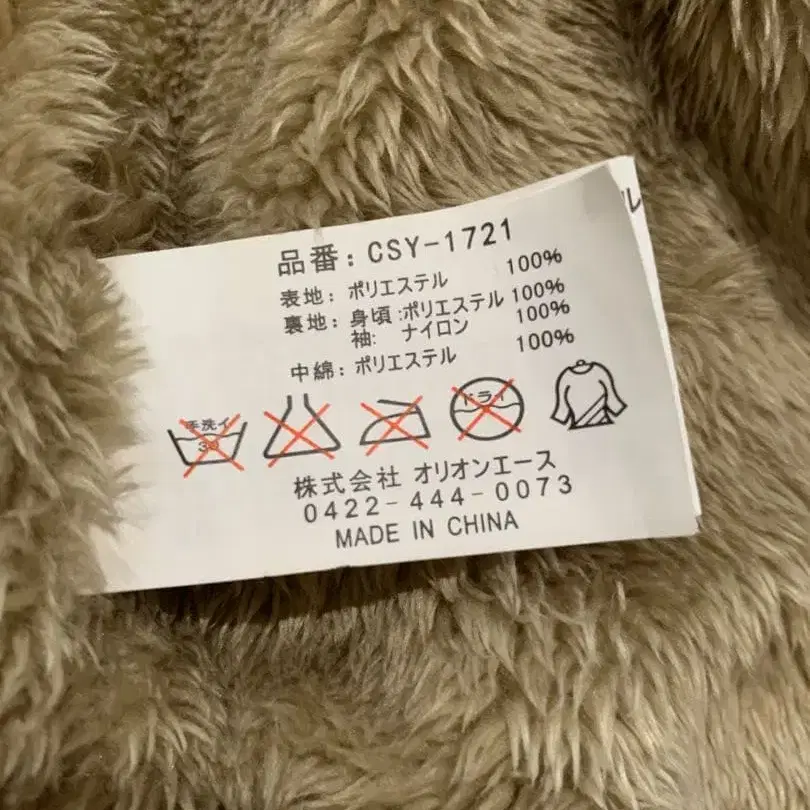 品番: CSY-1721
表地: ポリエステル 100%
裏地: 身頃:ポリエステル 100%
袖: ナイロン 100%
中綿: ポリエステル 100%
手洗イ
30
ドライ
株式会社 オリオンエース
0422-444-0073
MADE IN CHINA
ル